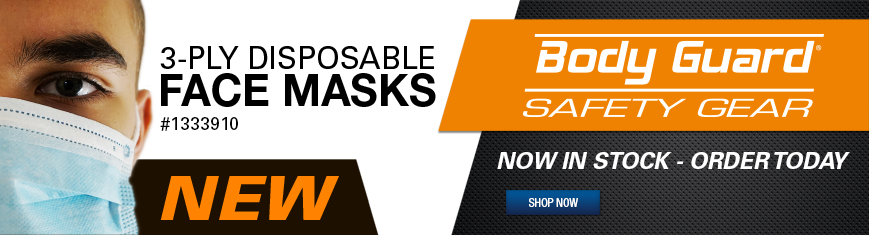 3-PLY DISPOSABLE
FACE MASKS
#1333910
NEW
Body Guard®
SAFETY GEAR
NOW IN STOCK - ORDER TODAY
SHOP NOW